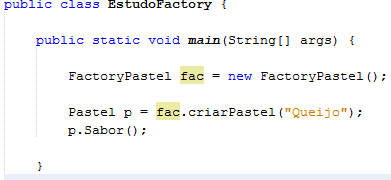 public class EstudoFactory {
public static void main(String[] args) {
FactoryPastel fac = new FactoryPastel();
Pastel p = fac.criarPastel("Queijo");
p.Sabor();
}